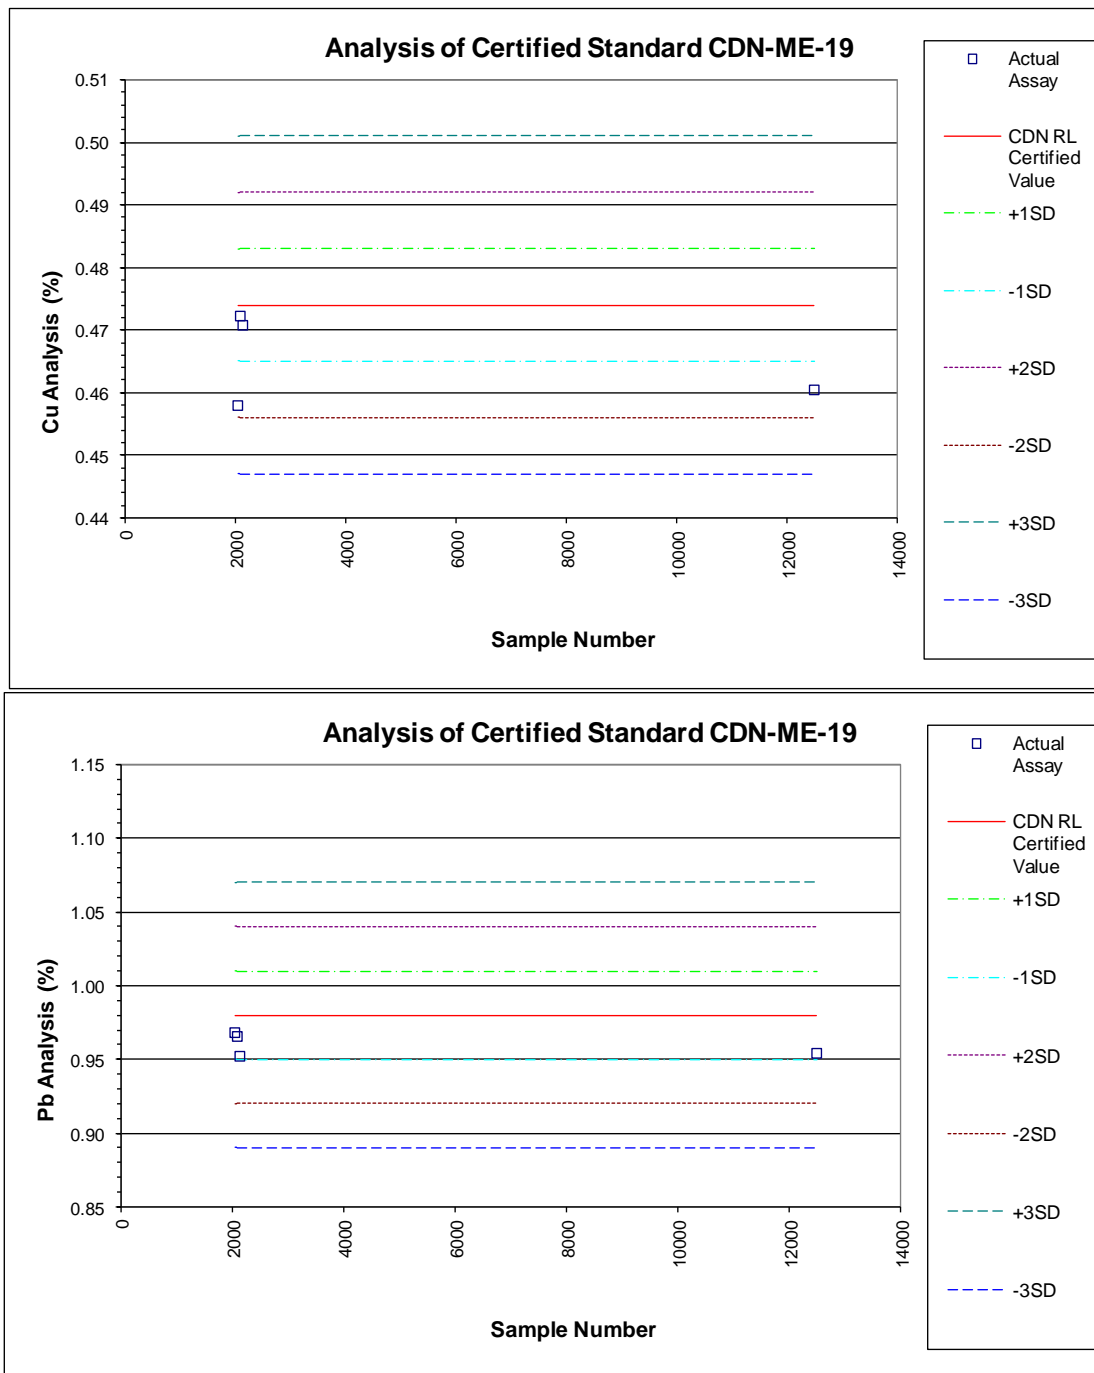 Analysis of Certified Standard CDN-ME-19
0.51
0.50
0.49
0.48
0.47
0.46
0.45
0.44
Cu Analysis (%)
0
2000
4000
6000
8000
10000
12000
14000
Sample Number
Actual
Assay
CDN RL
Certified
Value
+1SD
-1SD
+2SD
-2SD
+3SD
-3SD
Analysis of Certified Standard CDN-ME-19
1.15
1.10
1.05
1.00
0.95
0.90
0.85
Pb Analysis (%)
0
2000
4000
6000
8000
10000
12000
14000
Sample Number
Actual
Assay
CDN RL
Certified
Value
+1SD
-1SD
+2SD
-2SD
+3SD
-3SD